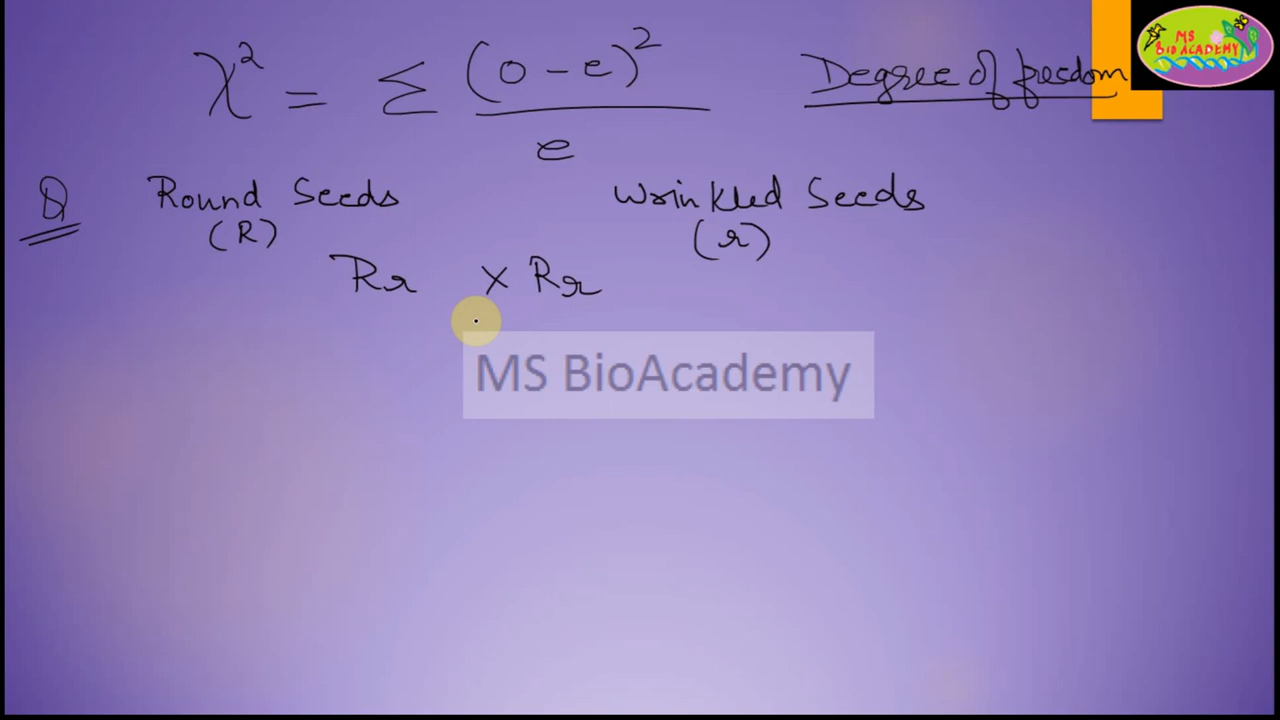 χ² = Σ (o - e)² / e
Degree of freedom
MS
BIO ACADEMY
Q Round Seeds Wrinkled Seeds
(R) (r)
Rr × Rr
MS BioAcademy